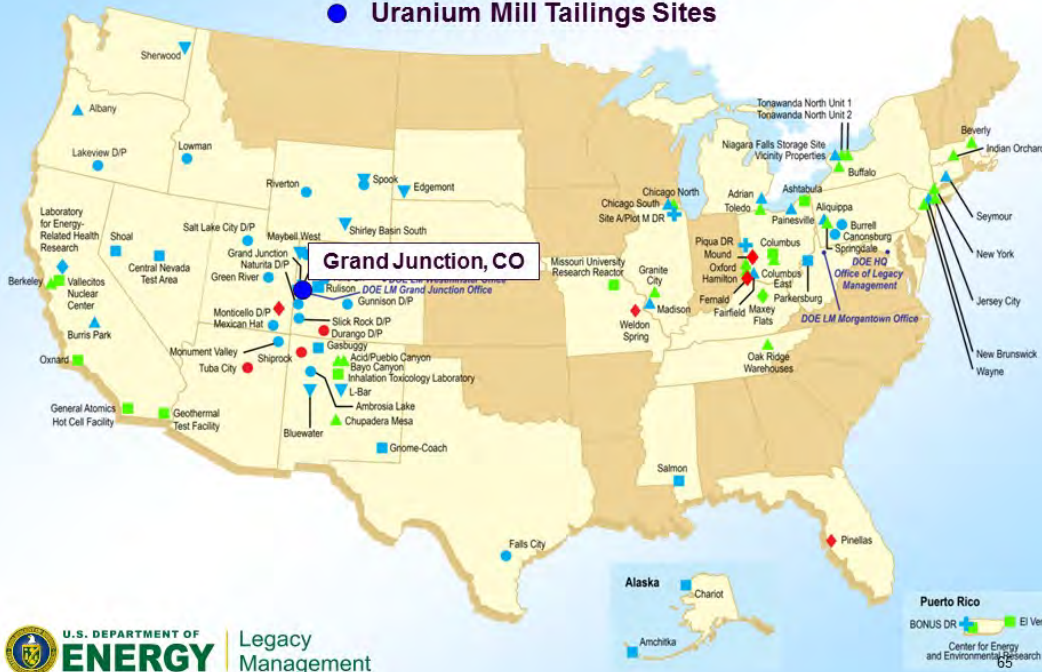 Uranium Mill Tailings Sites
Sherwood
Albany
Lakeview D/P
Lowman
Riverton
Spook
Edgemont
Shirley Basin South
Salt Lake City D/P
Maybell West
Grand Junction
Naturita D/P
Green River
Grand Junction, CO
Rulison
DOE LM Grand Junction Office
Gunnison D/P
Monticello D/P
Mexican Hat
Slick Rock D/P
Durango D/P
Gasbuggy
Monument Valley
Shiprock
Tuba City
Acid/Pueblo Canyon
Bayo Canyon
Inhalation Toxicology Laboratory
L-Bar
Ambrosia Lake
Bluewater
Chupadera Mesa
Gnome-Coach
Laboratory
for Energy-
Related Health
Research
Shoal
Central Nevada
Test Area
Berkeley
Vallecitos
Nuclear
Center
Burris Park
Oxnard
General Atomics
Hot Cell Facility
Geothermal
Test Facility
Falls City
Salmon
Missouri University
Research Reactor
Granite
City
Madison
Weldon
Spring
Chicago North
Chicago South
Site A/Plot M DR
Adrian
Toledo
Ashtabula
Painesville
Aliquippa
Burrell
Canonsburg
Springdale
Piqua DR
Mound
Oxford
Hamilton
Columbus
Columbus
East
Fernald
Fairfield
Maxey
Flats
Parkersburg
DOE HQ
Office of Legacy
Management
DOE LM Morgantown Office
Oak Ridge
Warehouses
Tonawanda North Unit 1
Tonawanda North Unit 2
Niagara Falls Storage Site
Vicinity Properties
Buffalo
Beverly
Indian Orchard
Seymour
New York
Jersey City
New Brunswick
Wayne
Pinellas
Alaska
Chariot
Amchitka
Puerto Rico
BONUS DR
El Ver
Center for Energy
and Environmental Research
65
U.S. DEPARTMENT OF
ENERGY
Legacy
Management